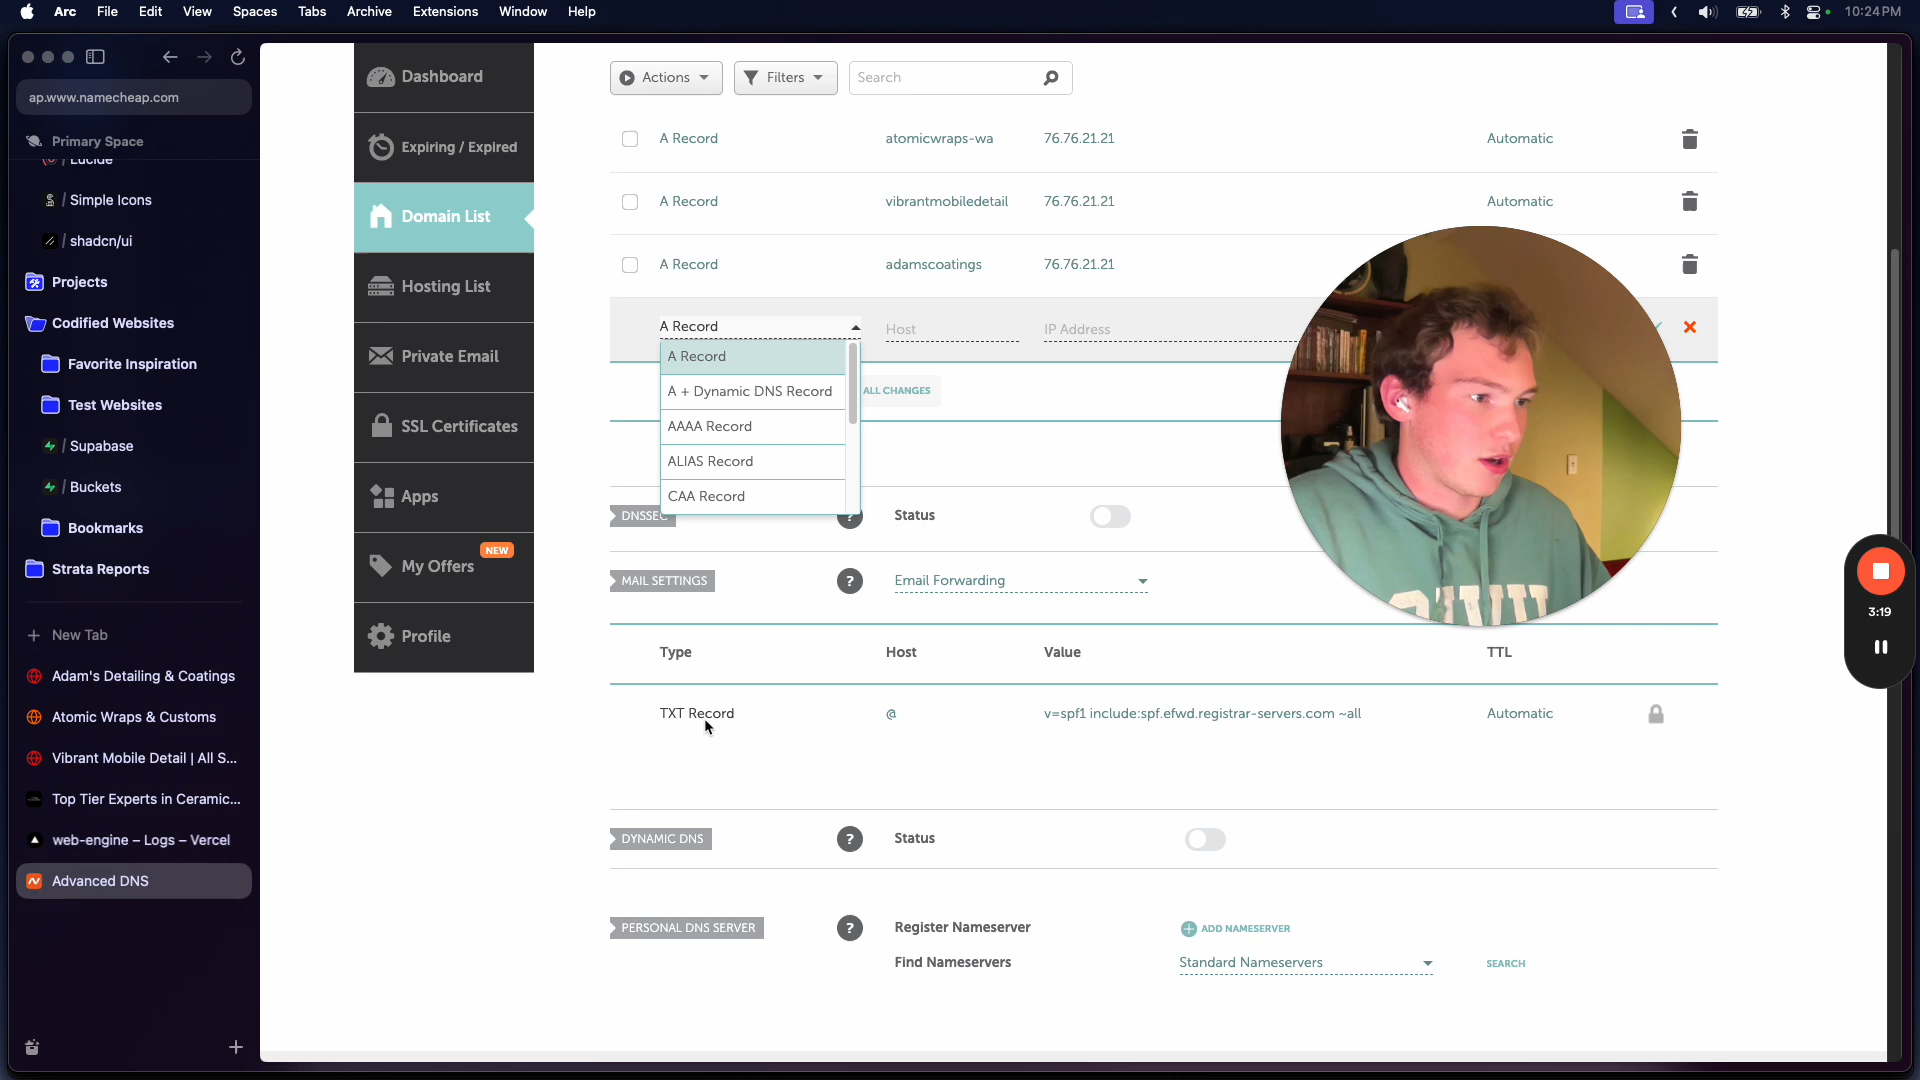 Arc File Edit View Spaces Tabs Archive Extensions Window Help
10:24PM
ap.www.namecheap.com
Primary Space
/ Lucide
/ Simple Icons
/ shadcn/ui
Projects
Codified Websites
Favorite Inspiration
Test Websites
/ Supabase
/ Buckets
Bookmarks
Strata Reports
New Tab
Adam's Detailing & Coatings
Atomic Wraps & Customs
Vibrant Mobile Detail | All S...
Top Tier Experts in Ceramic...
web-engine – Logs – Vercel
Advanced DNS
Dashboard
Expiring / Expired
Domain List
Hosting List
Private Email
SSL Certificates
Apps
NEW
My Offers
Profile
Actions Filters Search
A Record atomicwraps-wa 76.76.21.21 Automatic
A Record vibrantmobiledetail 76.76.21.21 Automatic
A Record adamscoatings 76.76.21.21
A Record Host IP Address
A Record
A + Dynamic DNS Record
AAAA Record
ALIAS Record
CAA Record
ALL CHANGES
DNSSEC ? Status
MAIL SETTINGS ? Email Forwarding
Type Host Value TTL
TXT Record @ v=spf1 include:spf.efwd.registrar-servers.com ~all Automatic
DYNAMIC DNS ? Status
PERSONAL DNS SERVER ? Register Nameserver ADD NAMESERVER
Find Nameservers Standard Nameservers SEARCH
3:19